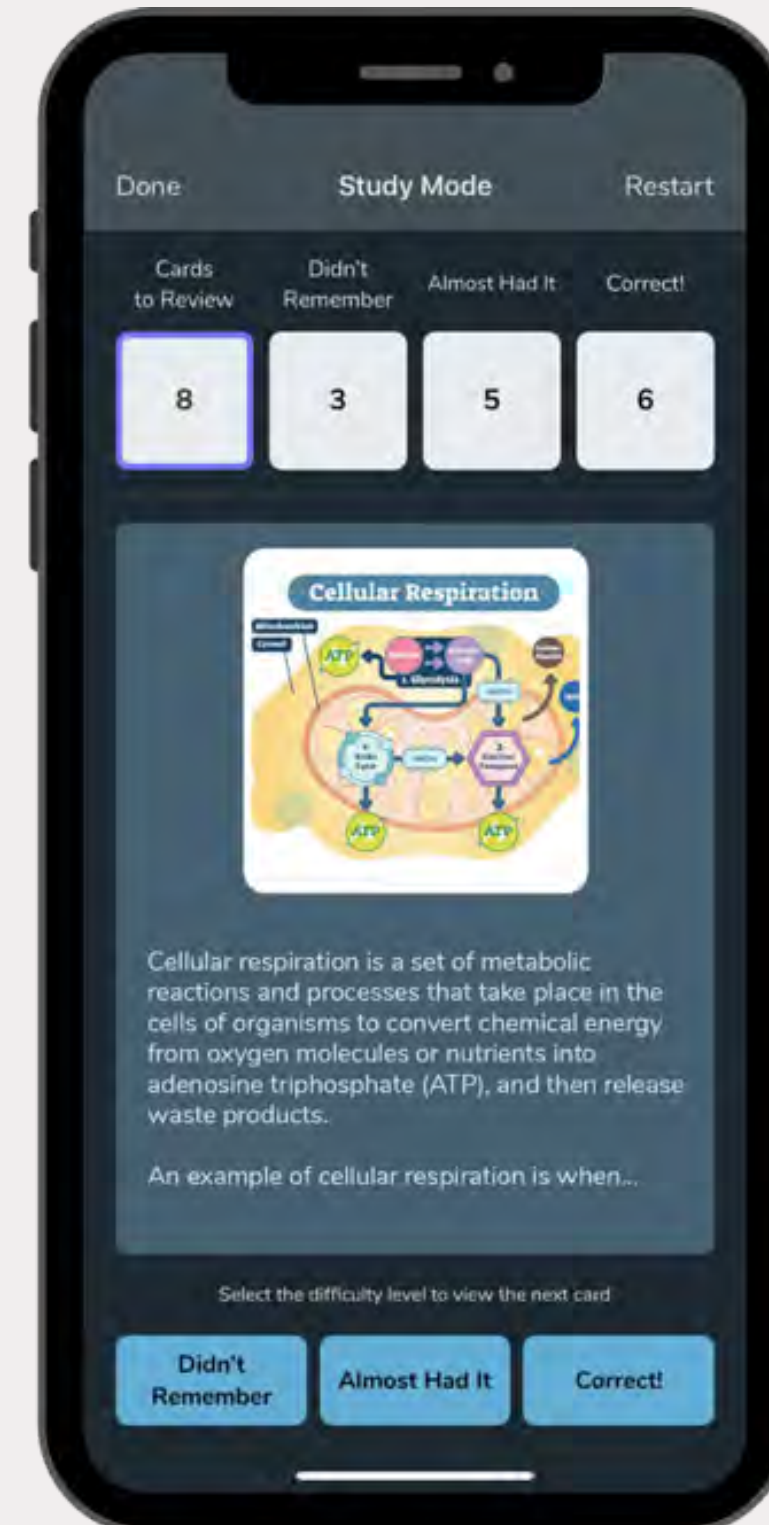 Done
Study Mode
Restart
Cards
to Review
Didn't
Remember
Almost Had It
Correct!
8
3
5
6
Cellular Respiration
Mitochondrion
Cytosol
ATP
1. Glycolysis
ATP
ATP
Cellular respiration is a set of metabolic
reactions and processes that take place in the
cells of organisms to convert chemical energy
from oxygen molecules or nutrients into
adenosine triphosphate (ATP), and then release
waste products.
An example of cellular respiration is when...
Select the difficulty level to view the next card
Didn't
Remember
Almost Had It
Correct!